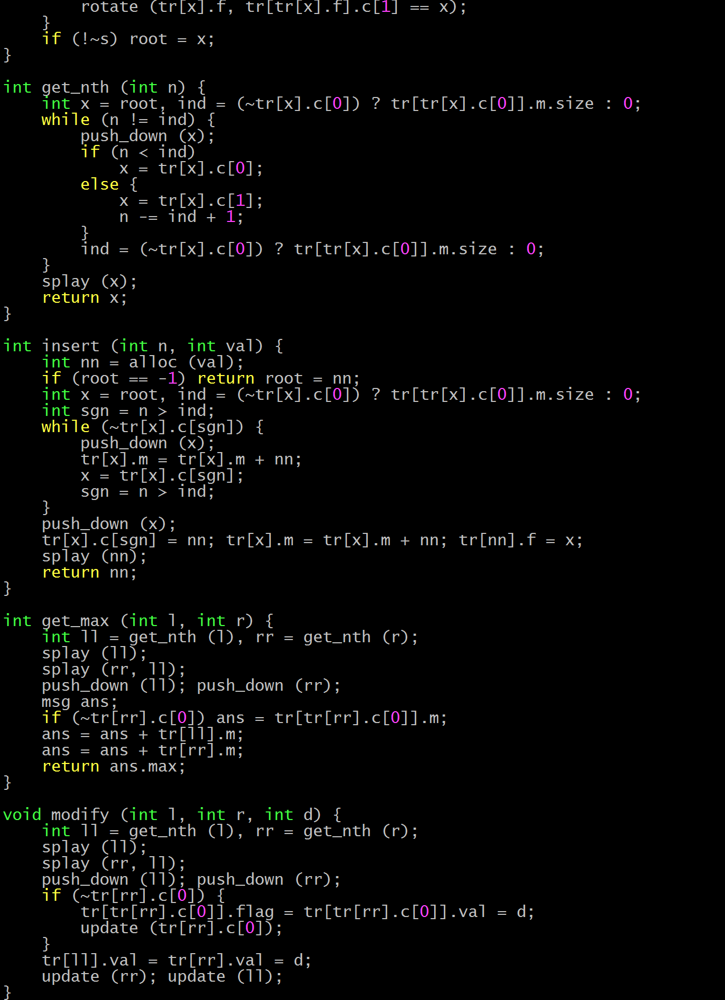 rotate (tr[x].f, tr[tr[x].f].c[1] == x);
    }
    if (!~s) root = x;
}

int get_nth (int n) {
    int x = root, ind = (~tr[x].c[0]) ? tr[tr[x].c[0]].m.size : 0;
    while (n != ind) {
        push_down (x);
        if (n < ind)
            x = tr[x].c[0];
        else {
            x = tr[x].c[1];
            n -= ind + 1;
        }
        ind = (~tr[x].c[0]) ? tr[tr[x].c[0]].m.size : 0;
    }
    splay (x);
    return x;
}

int insert (int n, int val) {
    int nn = alloc (val);
    if (root == -1) return root = nn;
    int x = root, ind = (~tr[x].c[0]) ? tr[tr[x].c[0]].m.size : 0;
    int sgn = n > ind;
    while (~tr[x].c[sgn]) {
        push_down (x);
        tr[x].m = tr[x].m + nn;
        x = tr[x].c[sgn];
        sgn = n > ind;
    }
    push_down (x);
    tr[x].c[sgn] = nn; tr[x].m = tr[x].m + nn; tr[nn].f = x;
    splay (nn);
    return nn;
}

int get_max (int l, int r) {
    int ll = get_nth (l), rr = get_nth (r);
    splay (ll);
    splay (rr, ll);
    push_down (ll); push_down (rr);
    msg ans;
    if (~tr[rr].c[0]) ans = tr[tr[rr].c[0]].m;
    ans = ans + tr[ll].m;
    ans = ans + tr[rr].m;
    return ans.max;
}

void modify (int l, int r, int d) {
    int ll = get_nth (l), rr = get_nth (r);
    splay (ll);
    splay (rr, ll);
    push_down (ll); push_down (rr);
    if (~tr[rr].c[0]) {
        tr[tr[rr].c[0]].flag = tr[tr[rr].c[0]].val = d;
        update (tr[rr].c[0]);
    }
    tr[ll].val = tr[rr].val = d;
    update (rr); update (ll);
}